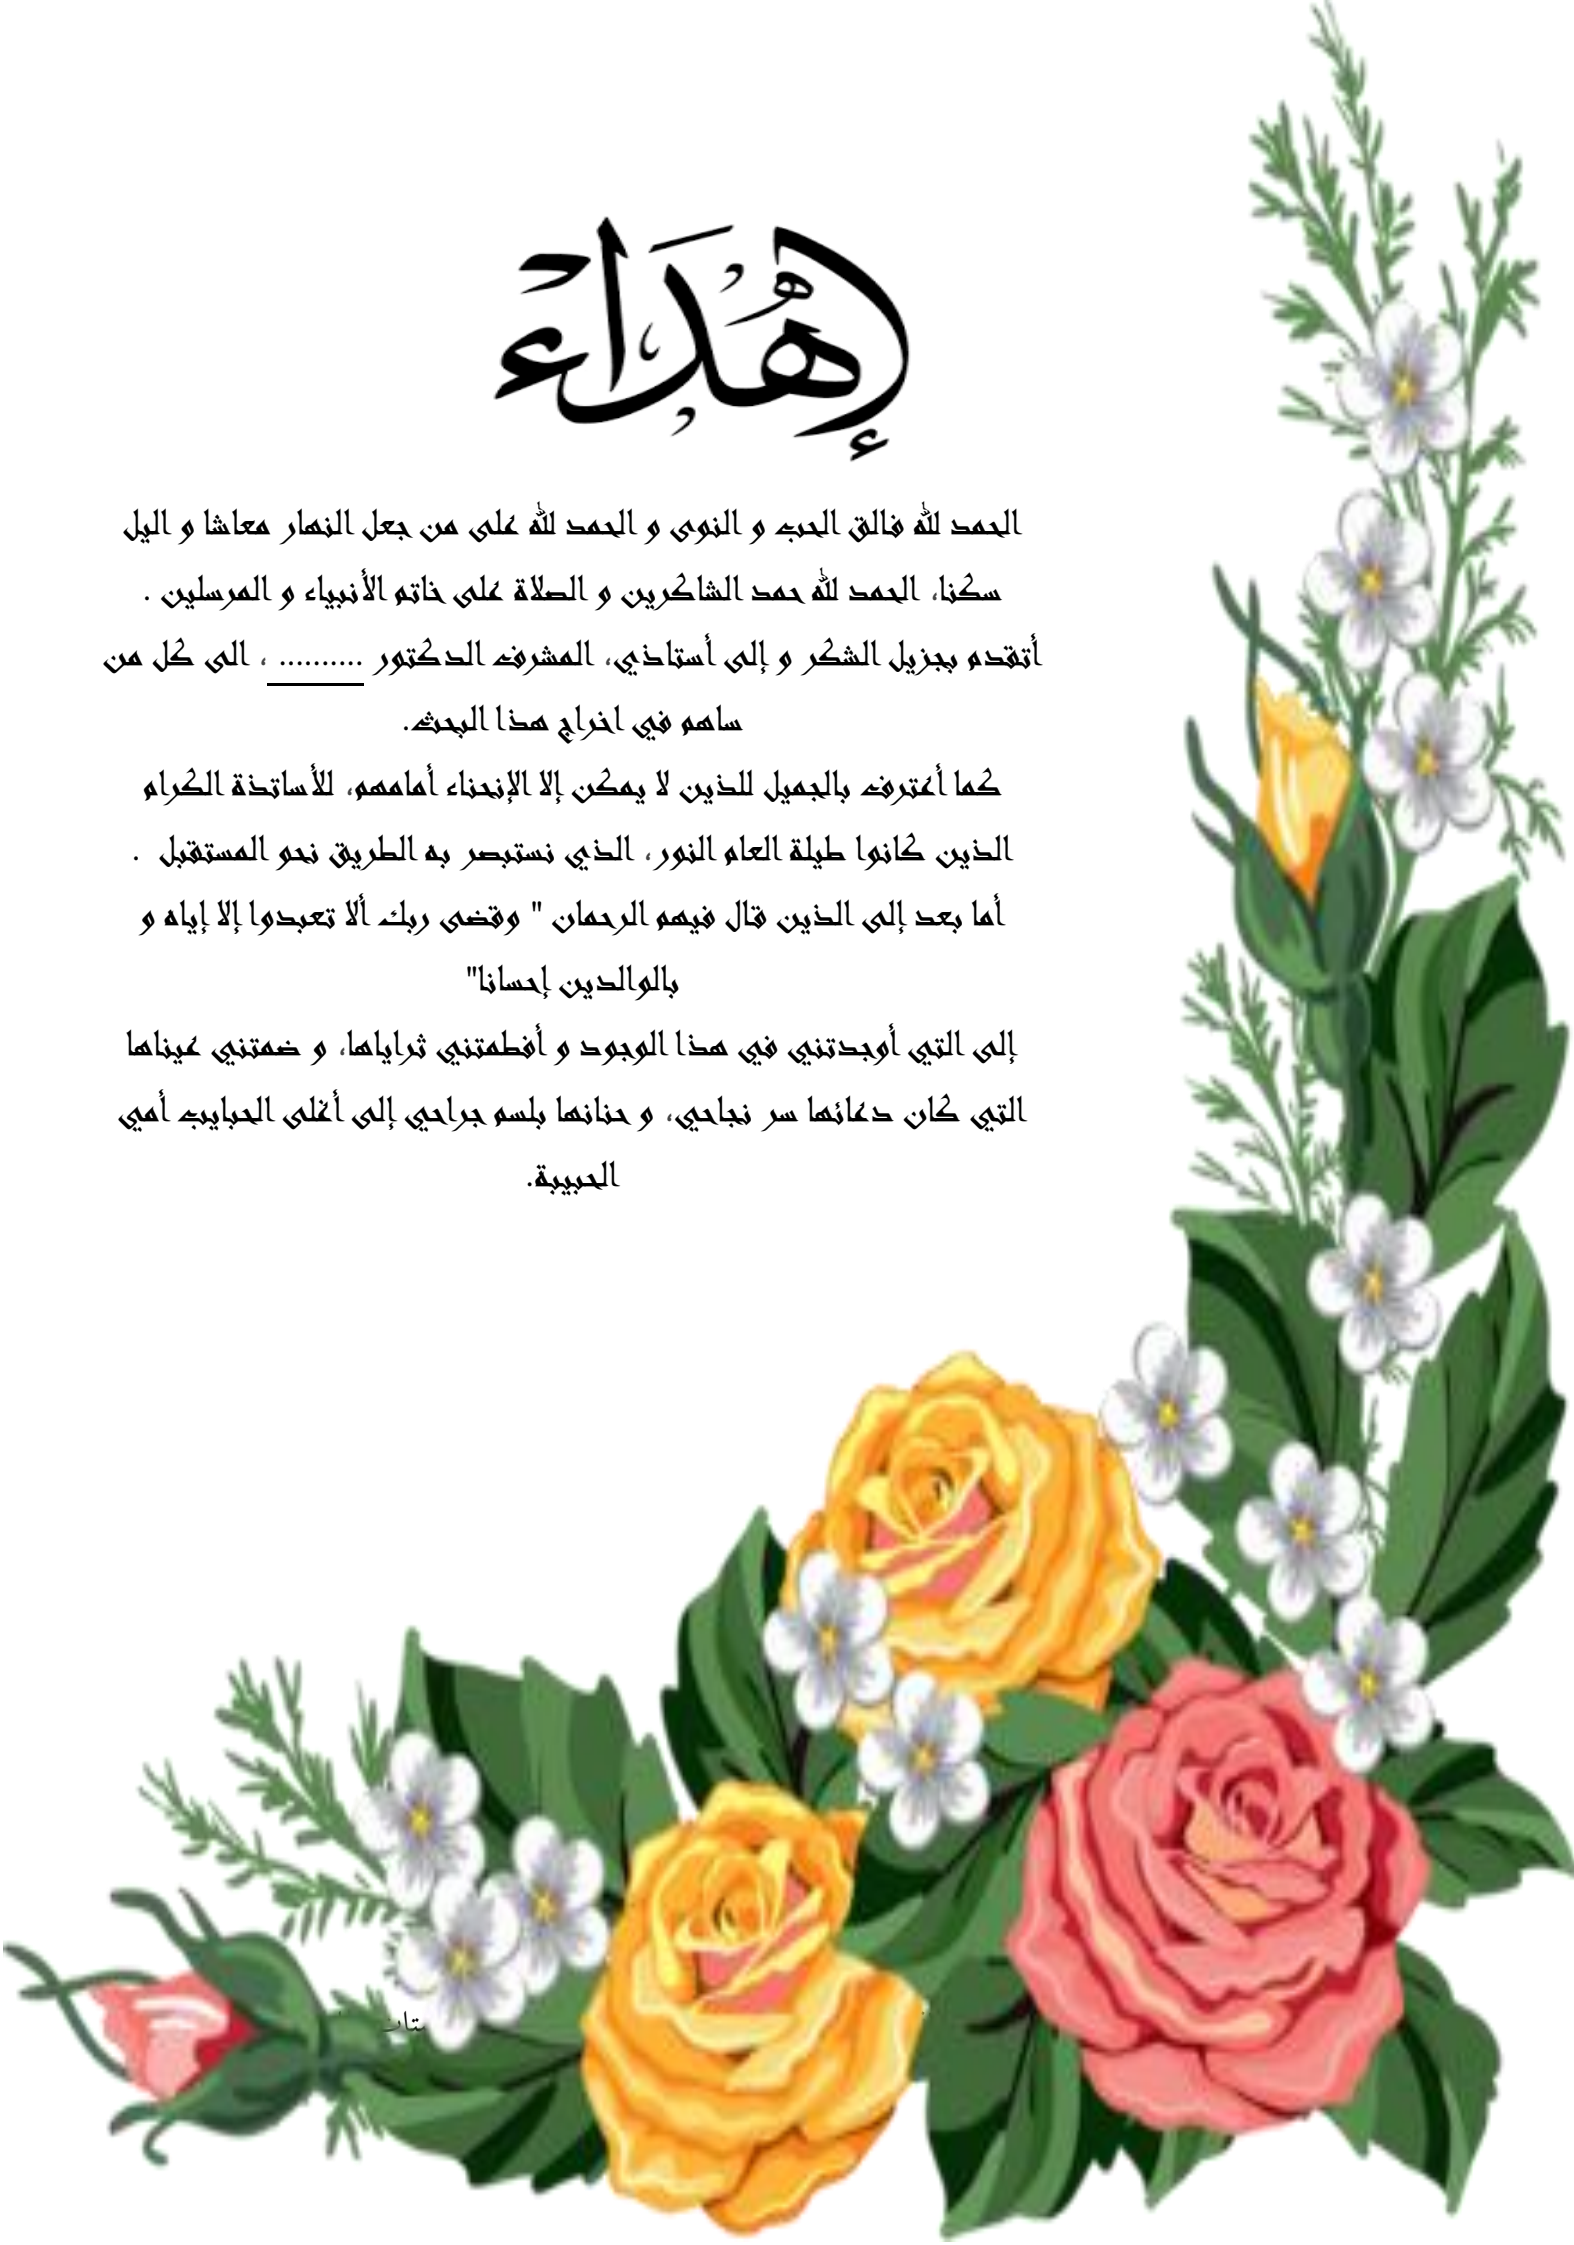 إهداء
الحمد لله فالق الحب و النوى و الحمد لله على من جعل النهار معاشا و اليل
سكنا، الحمد لله حمد الشاكرين و الصلاة على خاتم الأنبياء و المرسلين .
أتقدم بجزيل الشكر و إلى أستاذي، المشرف الدكتور .......... ، الى كل من
ساهم في اخراج هذا البحث.
كما أعترف بالجميل للذين لا يمكن إلا الإنحناء أمامهم، للأساتذة الكرام
الذين كانوا طيلة العام النور، الذي نستبصر به الطريق نحو المستقبل .
أما بعد إلى الذين قال فيهم الرحمان " وقضى ربك ألا تعبدوا إلا إياه و
بالوالدين إحسانا"
إلى التي أوجدتني في هذا الوجود و أفطمتني ثراياها، و ضمتني عيناها
التي كان دعائها سر نجاحي، و حنانها بلسم جراحي إلى أغلى الحبايب أمي
الحبيبة.